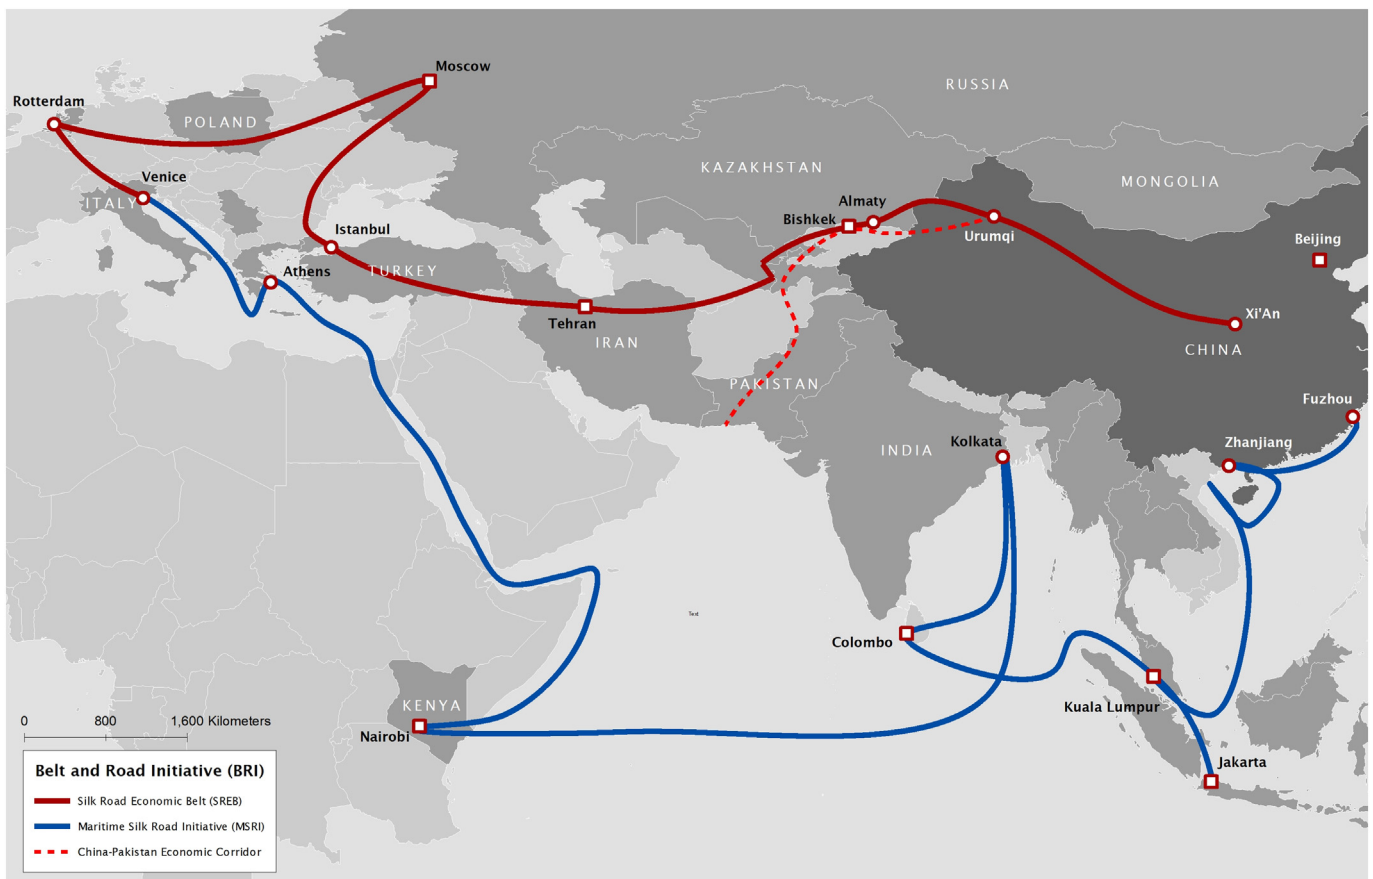 Moscow
RUSSIA
Rotterdam
POLAND
KAZAKHSTAN
Venice
MONGOLIA
ITALY
Almaty
Bishkek
Istanbul
Urumqi
Beijing
Athens
TURKEY
Xi'An
Tehran
IRAN
CHINA
PAKISTAN
Fuzhou
Kolkata
Zhanjiang
INDIA
Text
Colombo
KENYA
Kuala Lumpur
0 800 1,600 Kilometers
Nairobi
Jakarta
Belt and Road Initiative (BRI)
Silk Road Economic Belt (SREB)
Maritime Silk Road Initiative (MSRI)
China-Pakistan Economic Corridor